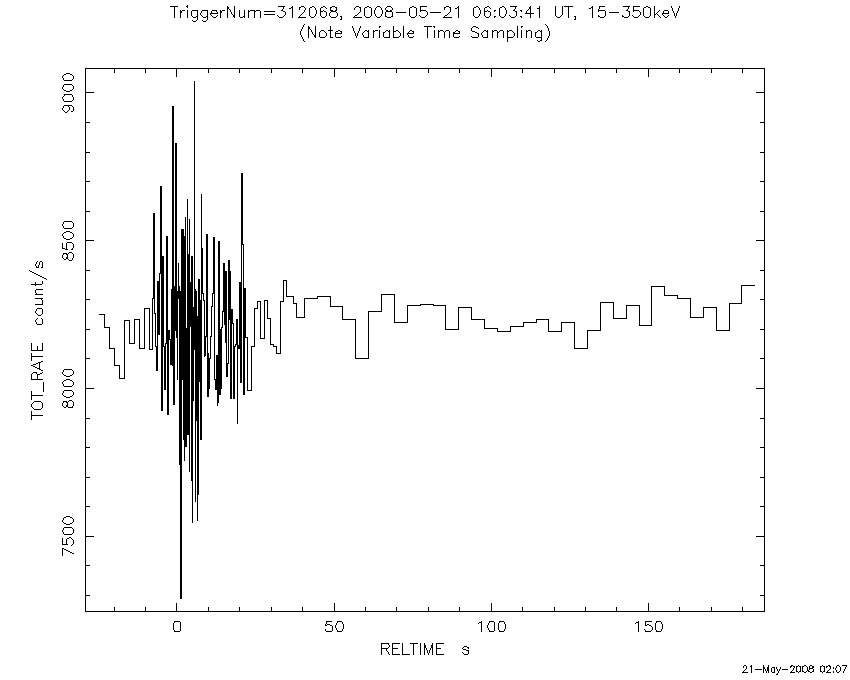 TriggerNum=312068, 2008-05-21 06:03:41 UT, 15-350keV
(Note Variable Time Sampling)
9000
8500
8000
7500
TOT_RATE count/s
0 50 100 150
RELTIME s
21-May-2008 02:07